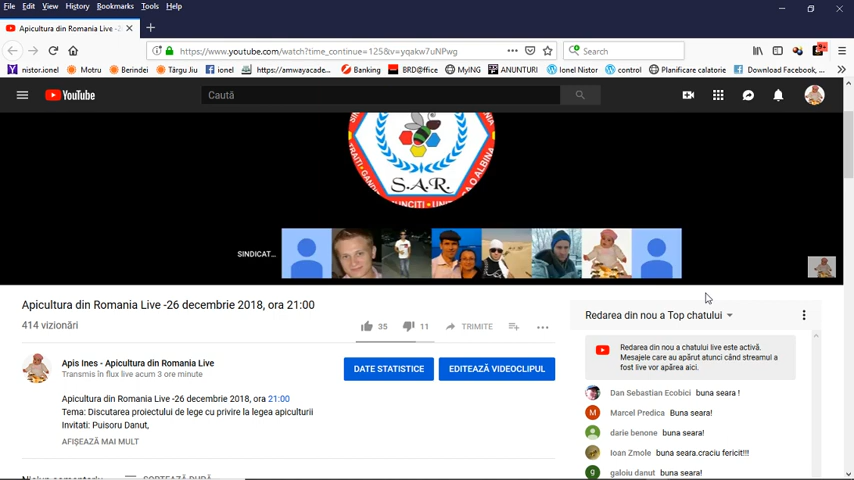 File Edit View History Bookmarks Tools Help
Apicultura din Romania Live -2
https://www.youtube.com/watch?time_continue=125&v=yqakw7uNPwg
Search
nistor.ionel Motru Berindei Târgu Jiu ionel https://amwayacade... Banking BRD@ffice MyING ANUNTURI Ionel Nistor control Planificare calatorie Download Facebook, ...
YouTube
Caută
S.A.R.
SINDICAT...
Apicultura din Romania Live -26 decembrie 2018, ora 21:00
414 vizionări
35
11
TRIMITE
Apis Ines - Apicultura din Romania Live
Transmis în flux live acum 3 ore minute
DATE STATISTICE
EDITEAZĂ VIDEOCLIPUL
Apicultura din Romania Live -26 decembrie 2018, ora 21:00
Tema: Discutarea proiectului de lege cu privire la legea apiculturii
Invitati: Puisoru Danut,
AFIȘEAZĂ MAI MULT
Redarea din nou a Top chatului
Redarea din nou a chatului live este activă.
Mesajele care au apărut atunci când streamul a
fost live vor apărea aici.
Dan Sebastian Ecobici buna seara !
Marcel Predica Buna seara!
darie benone buna seara!
Ioan Zmole buna seara.craciu fericit!!!
galoiu danut buna seara!